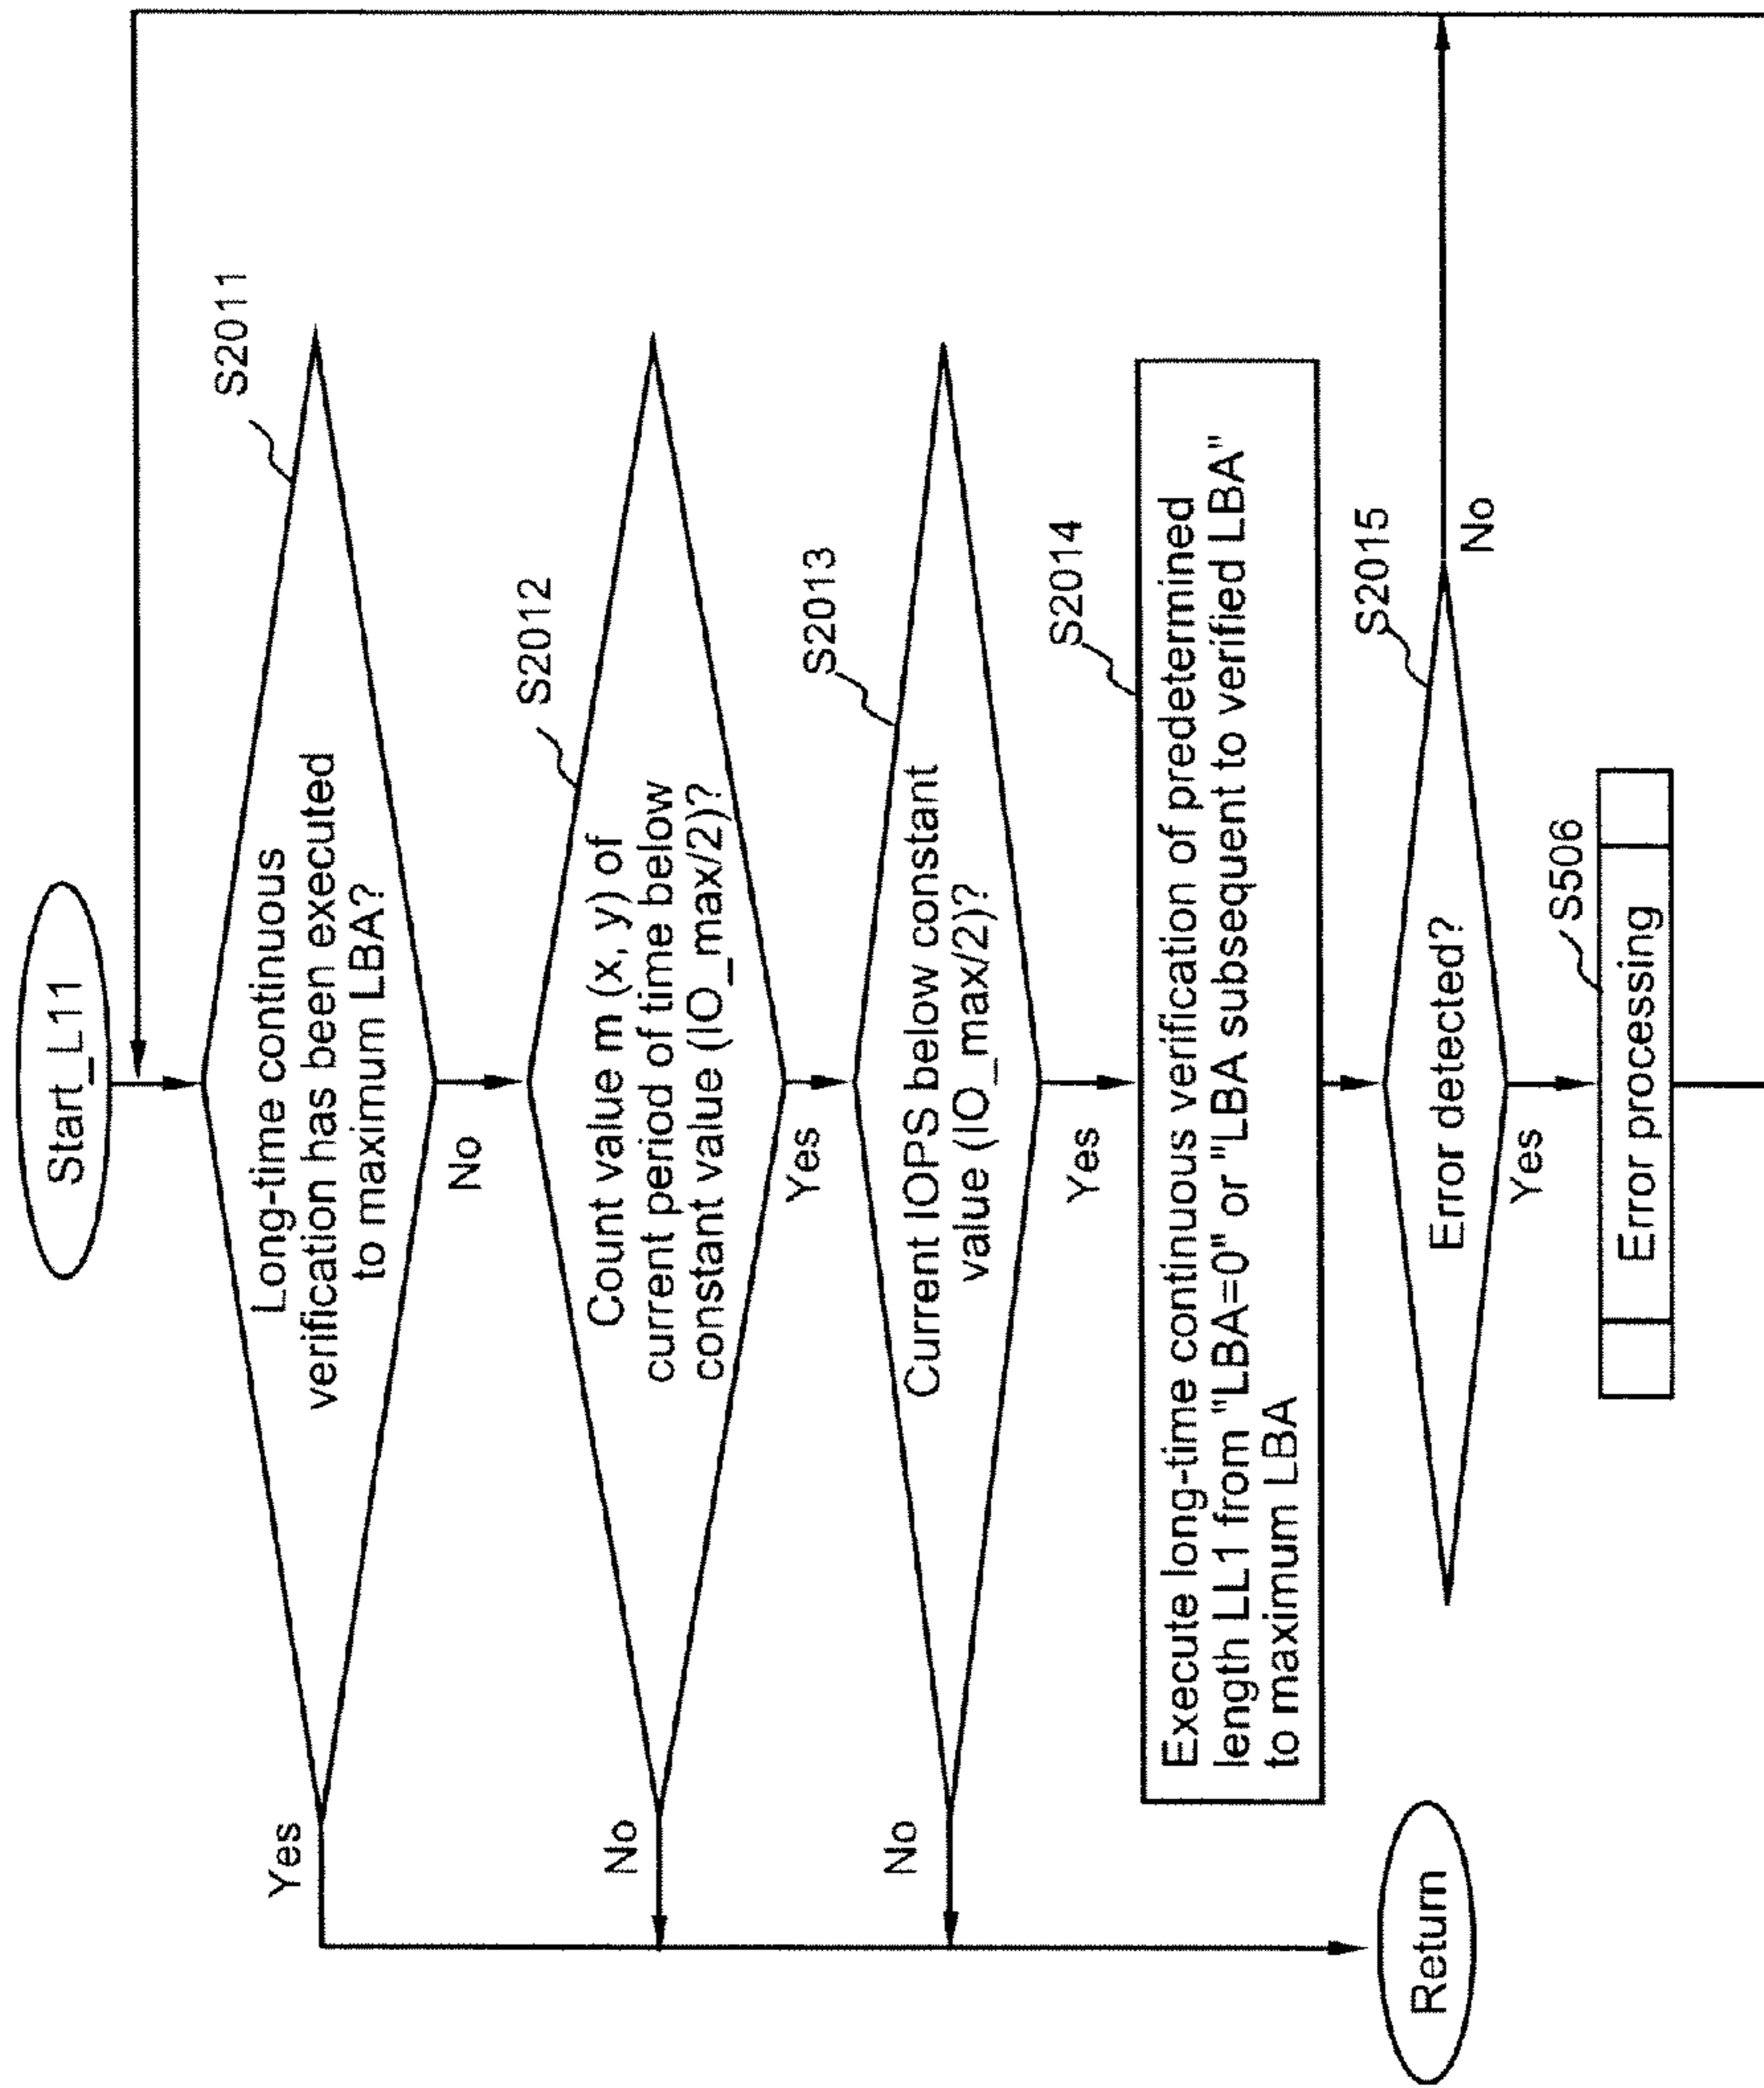 Start_L11
S2011
Long-time continuous
verification has been executed
to maximum LBA?
Yes
No
S2012
Count value m (x, y) of
current period of time below
constant value (IO_max/2)?
No
Yes
S2013
Current IOPS below constant
value (IO_max/2)?
No
Yes
S2014
Execute long-time continuous verification of predetermined
length LL1 from "LBA=0" or "LBA subsequent to verified LBA"
to maximum LBA
S2015
Error detected?
No
Yes
S506
Error processing
Return